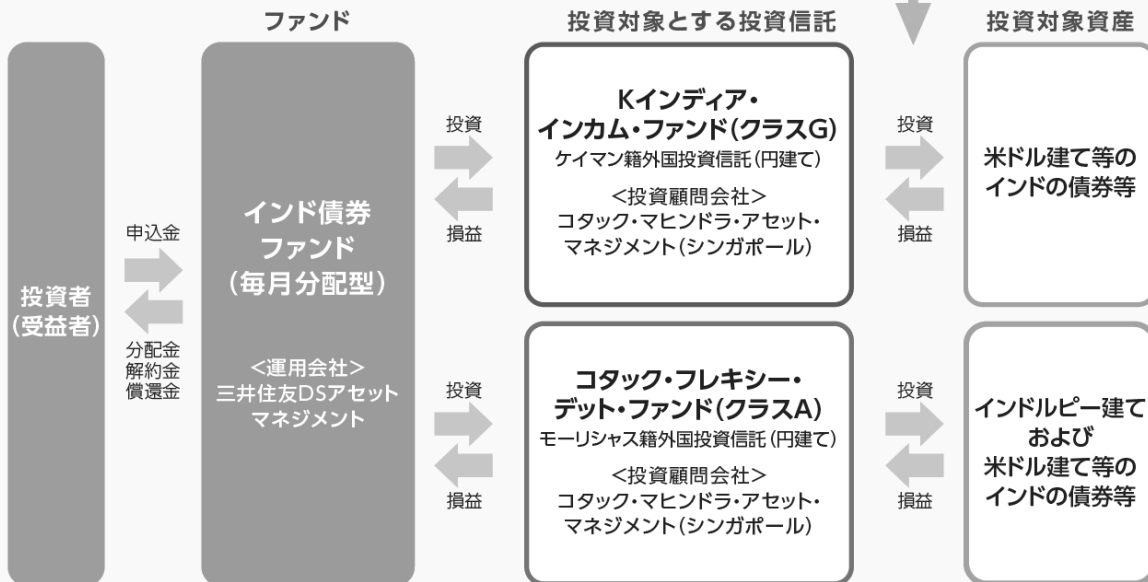 ファンド
投資対象とする投資信託
投資対象資産
投資者
(受益者)
申込金
分配金
解約金
償還金
インド債券
ファンド
(毎月分配型)
<運用会社>
三井住友DSアセット
マネジメント
投資
損益
Kインディア・
インカム・ファンド(クラスG)
ケイマン籍外国投資信託(円建て)
<投資顧問会社>
コタック・マヒンドラ・アセット・
マネジメント(シンガポール)
投資
損益
米ドル建て等の
インドの債券等
投資
損益
コタック・フレキシー・
デット・ファンド(クラスA)
モーリシャス籍外国投資信託(円建て)
<投資顧問会社>
コタック・マヒンドラ・アセット・
マネジメント(シンガポール)
投資
損益
インドルピー建て
および
米ドル建て等の
インドの債券等